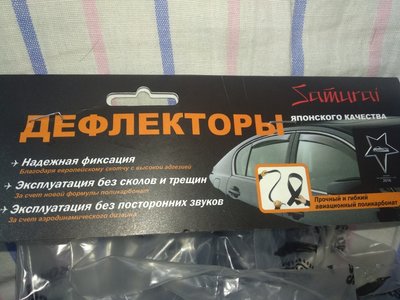 Samurai
ЯПОНСКОГО КАЧЕСТВА
ДЕФЛЕКТОРЫ
Надежная фиксация
Благодаря европейскому скотчу с высокой адгезией
Эксплуатация без сколов и трещин
За счет новой формулы поликарбонат
Эксплуатация без посторонних звуков
За счет аэродинамического дизайна
Прочный и гибкий
авиационный поликарбонат